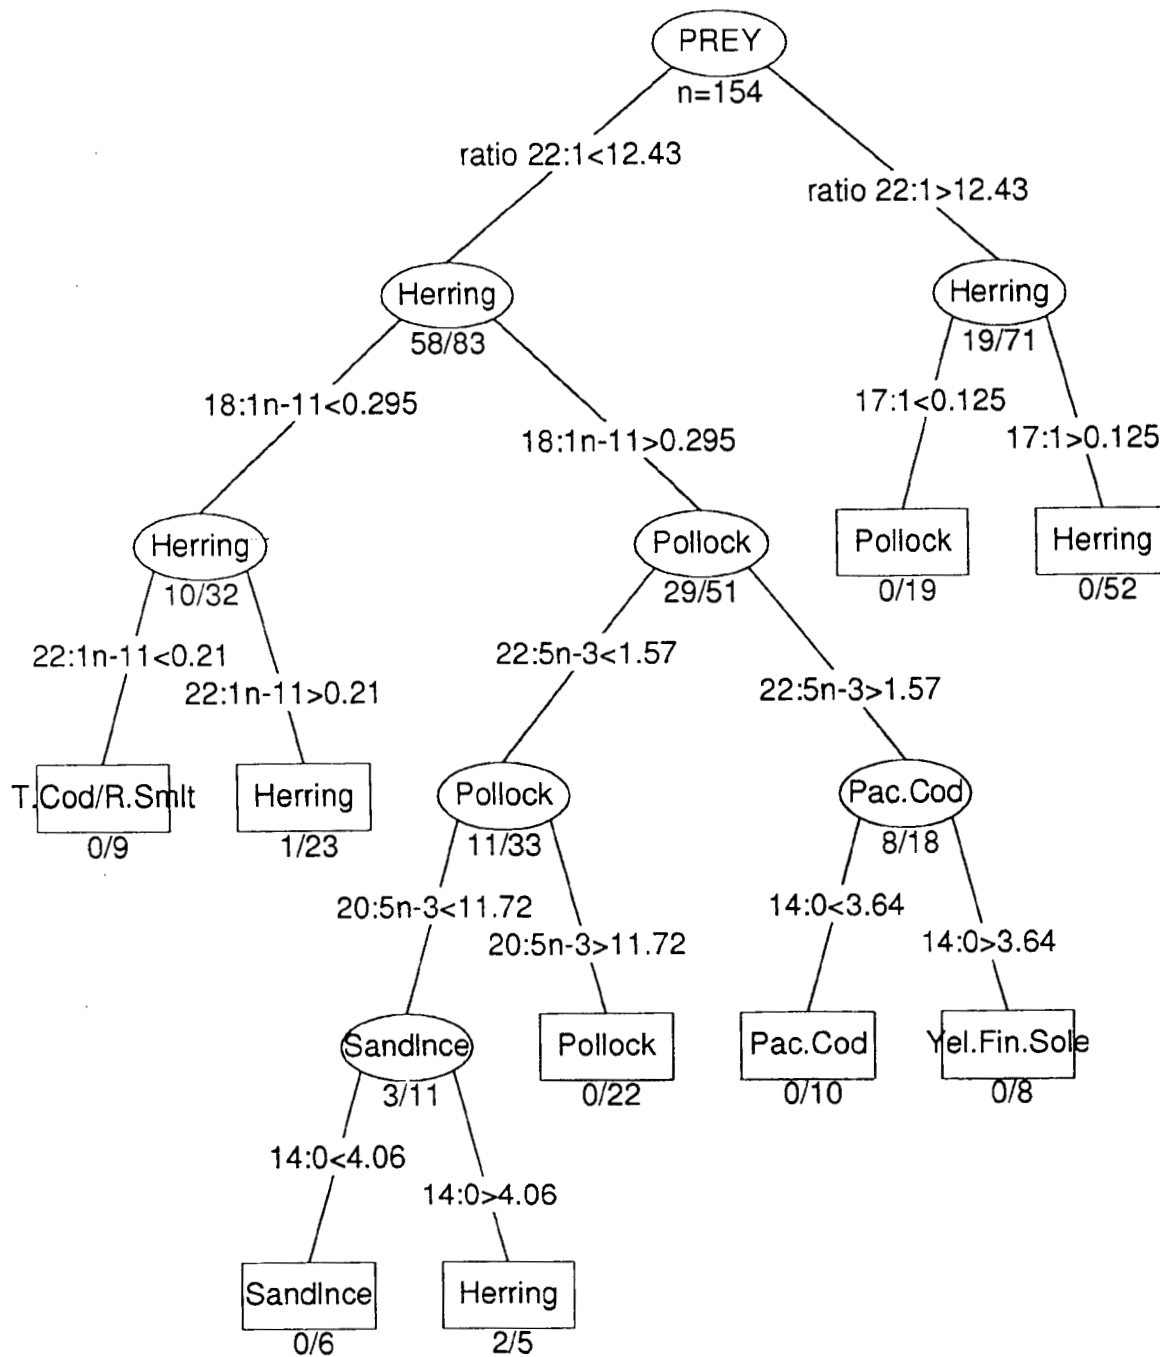 PREY
n=154
ratio 22:1<12.43
ratio 22:1>12.43
Herring
58/83
Herring
19/71
18:1n-11<0.295
18:1n-11>0.295
17:1<0.125
17:1>0.125
Herring
10/32
Pollock
29/51
Pollock
0/19
Herring
0/52
22:1n-11<0.21
22:1n-11>0.21
22:5n-3<1.57
22:5n-3>1.57
T.Cod/R.Smlt
0/9
Herring
1/23
Pollock
11/33
Pac.Cod
8/18
20:5n-3<11.72
20:5n-3>11.72
14:0<3.64
14:0>3.64
SandInce
3/11
Pollock
0/22
Pac.Cod
0/10
Yel.Fin.Sole
0/8
14:0<4.06
14:0>4.06
SandInce
0/6
Herring
2/5